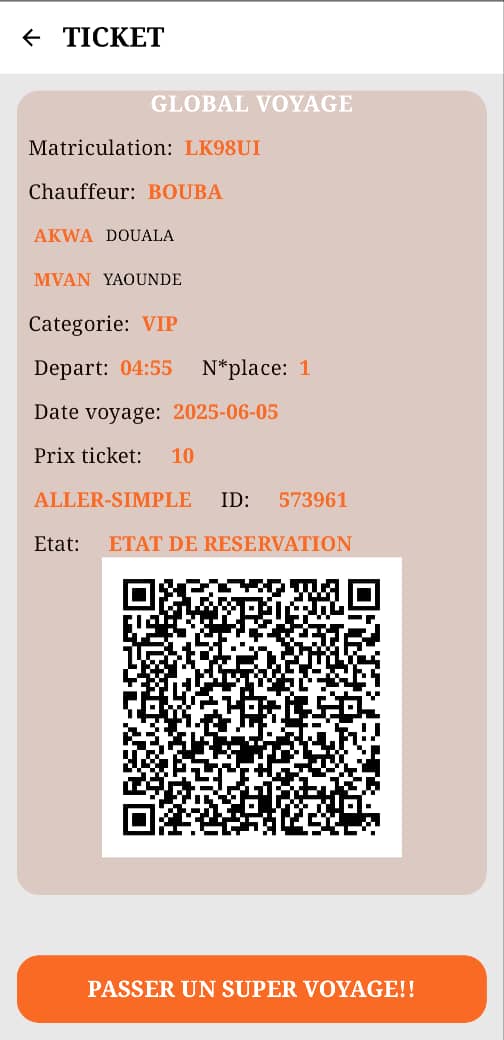 TICKET
GLOBAL VOYAGE
Matriculation: LK98UI
Chauffeur: BOUBA
AKWA DOUALA
MVAN YAOUNDE
Categorie: VIP
Depart: 04:55 N*place: 1
Date voyage: 2025-06-05
Prix ticket: 10
ALLER-SIMPLE ID: 573961
Etat: ETAT DE RESERVATION
PASSER UN SUPER VOYAGE!!